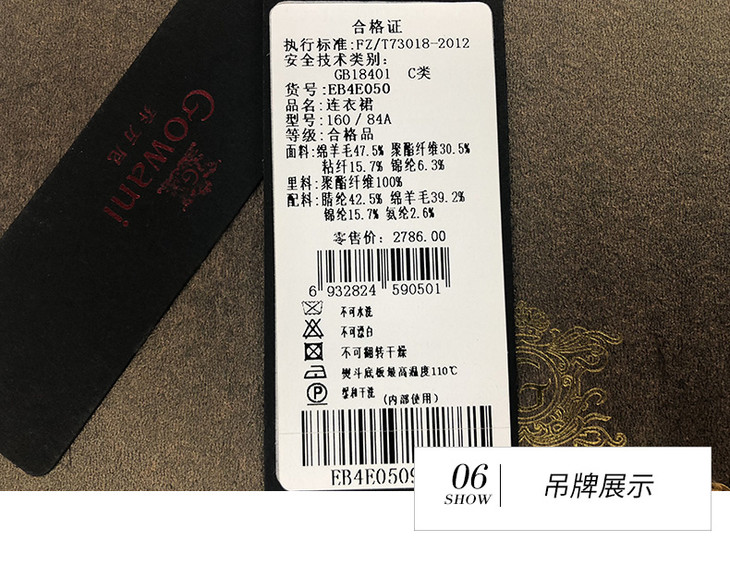 合格证
执行标准:FZ/T73018-2012
安全技术类别:
GB18401 C类
货号:EB4E050
品名:连衣裙
型号:160/84A
等级:合格品
面料:绵羊毛47.5% 聚酯纤维30.5%
粘纤15.7% 锦纶6.3%
里料:聚酯纤维100%
配料:腈纶42.5% 绵羊毛39.2%
锦纶15.7% 氨纶2.6%
零售价: 2786.00
6 932824 590501
不可水洗
不可漂白
不可翻转干燥
熨斗底板最高温度110℃
P
柔和干洗
(内部使用)
EB4E050
Gowani
乔万尼
06
SHOW
吊牌展示